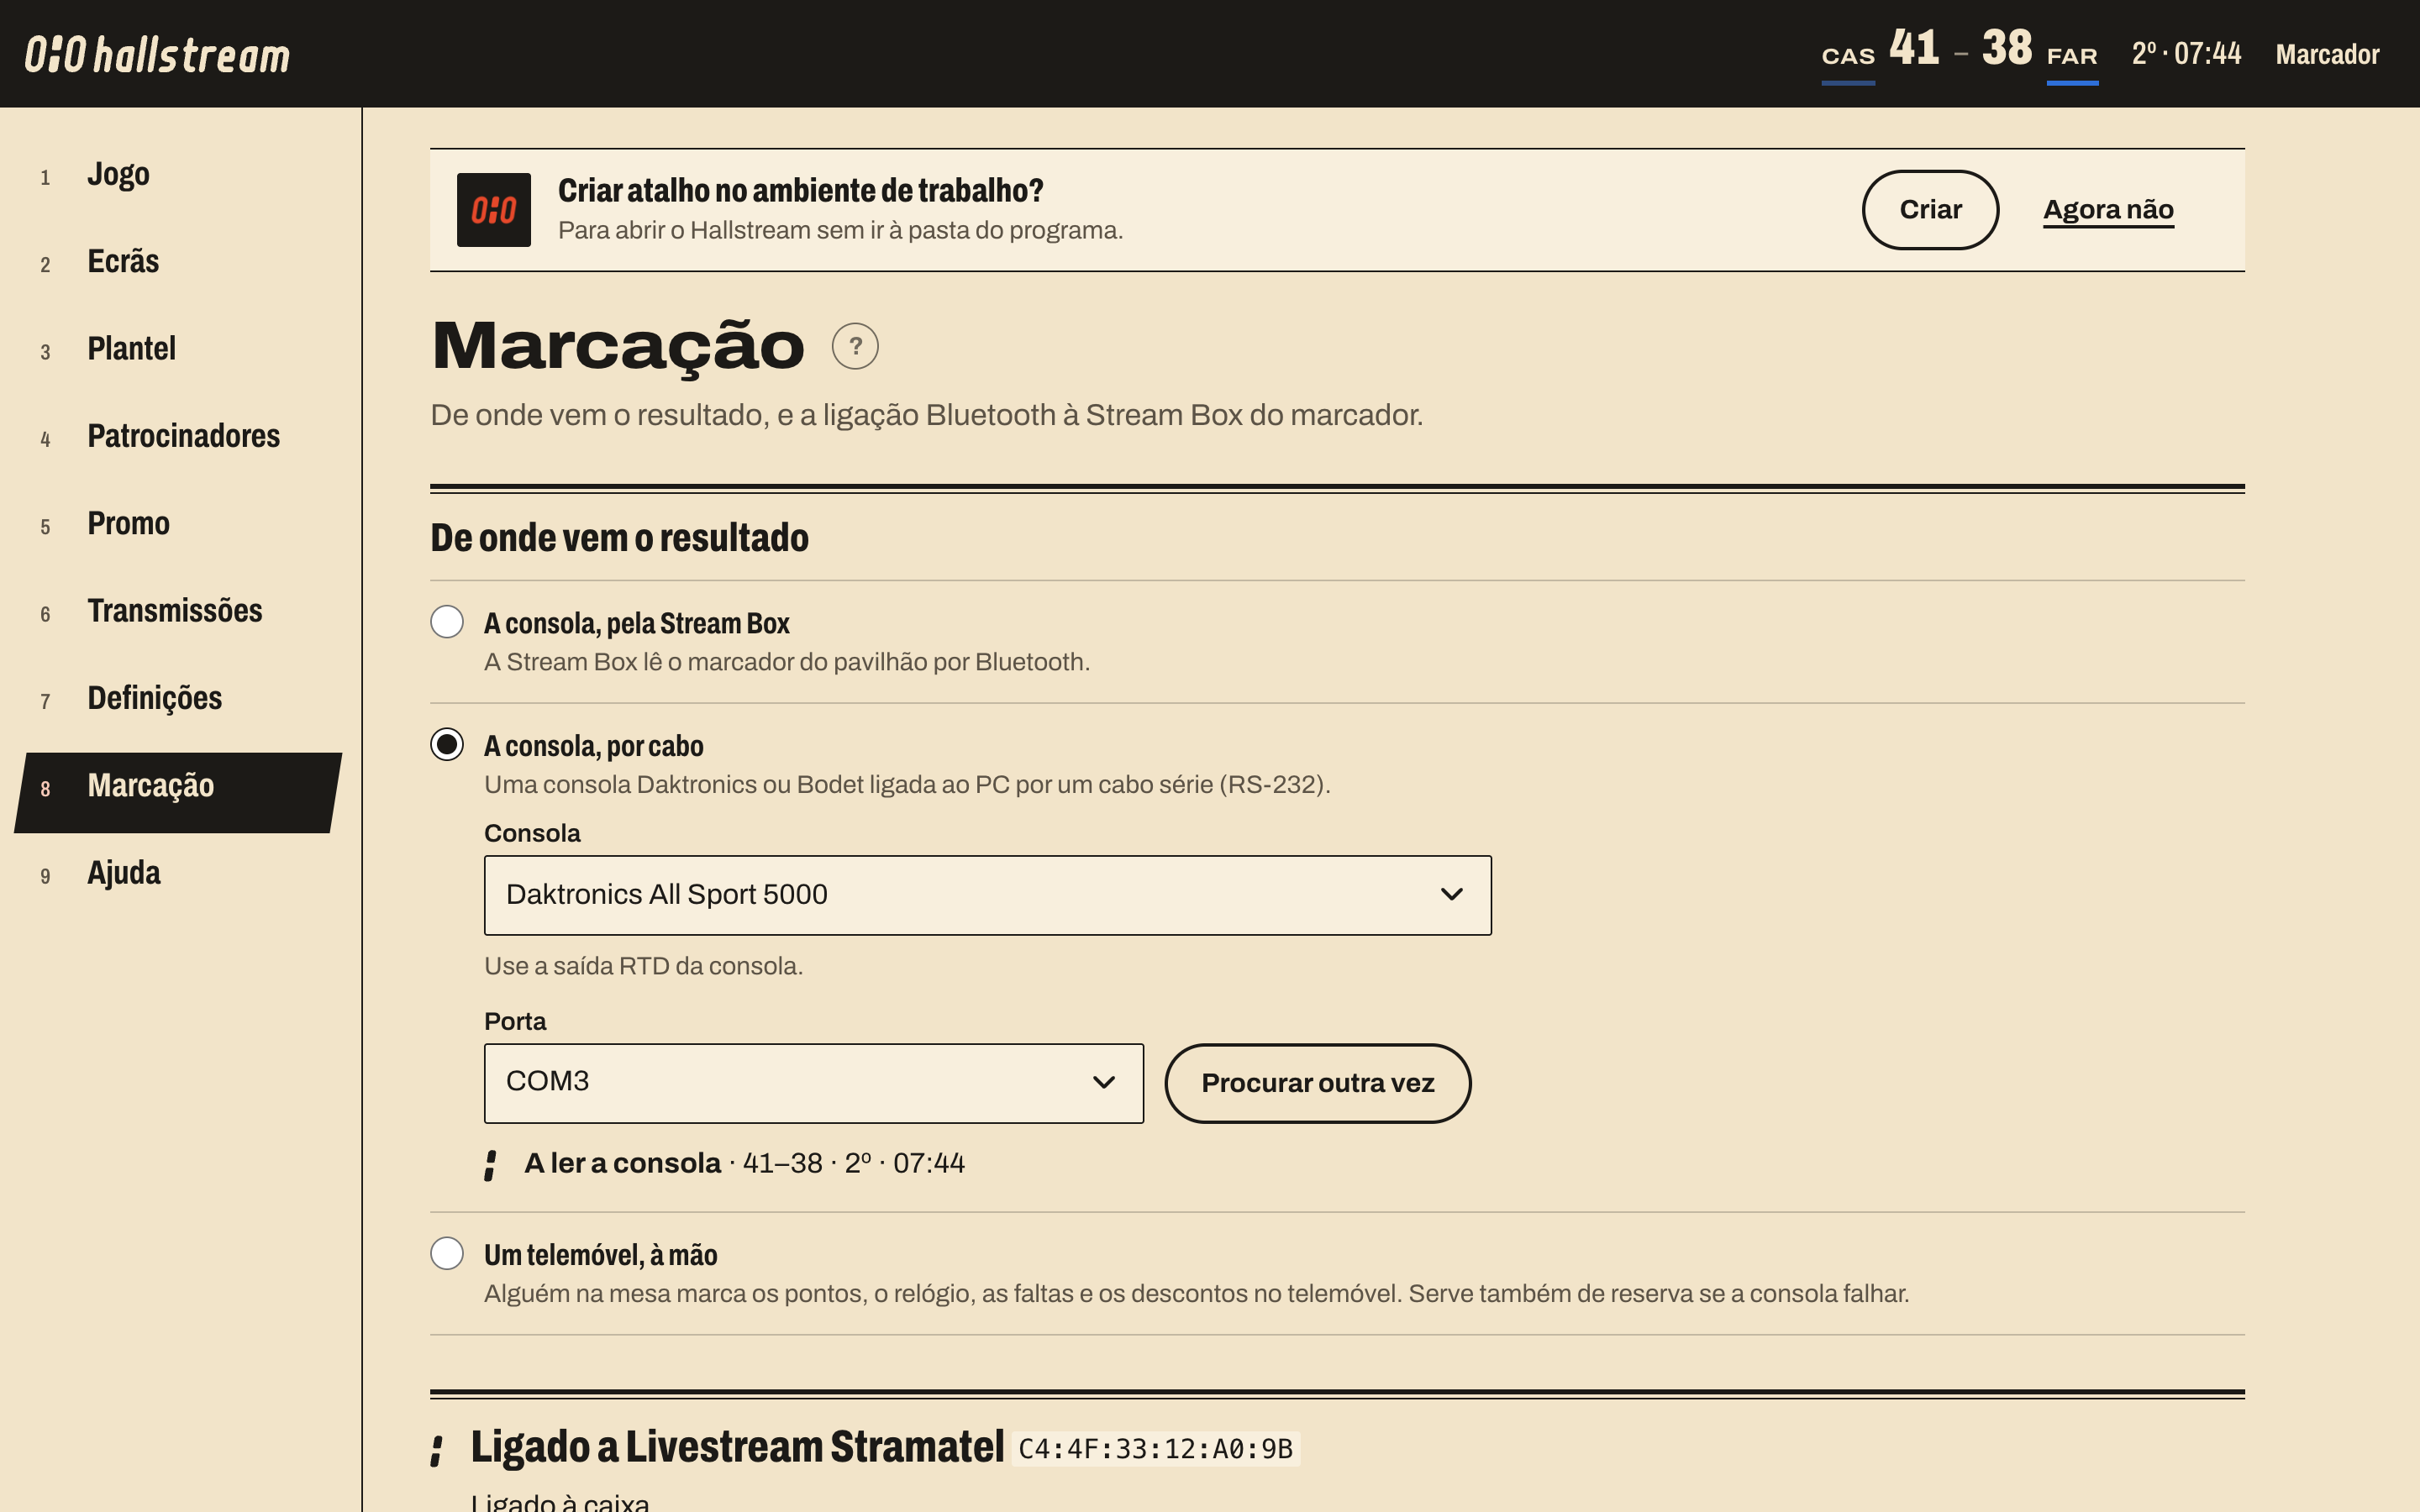 0:0 hallstream
CAS 41 – 38 FAR 2º · 07:44 Marcador
1 Jogo
2 Ecrãs
3 Plantel
4 Patrocinadores
5 Promo
6 Transmissões
7 Definições
8 Marcação
9 Ajuda
0:0
Criar atalho no ambiente de trabalho?
Para abrir o Hallstream sem ir à pasta do programa.
Criar
Agora não
Marcação ?
De onde vem o resultado, e a ligação Bluetooth à Stream Box do marcador.
De onde vem o resultado
A consola, pela Stream Box
A Stream Box lê o marcador do pavilhão por Bluetooth.
A consola, por cabo
Uma consola Daktronics ou Bodet ligada ao PC por um cabo série (RS-232).
Consola
Daktronics All Sport 5000
Use a saída RTD da consola.
Porta
COM3
Procurar outra vez
A ler a consola · 41–38 · 2º · 07:44
Um telemóvel, à mão
Alguém na mesa marca os pontos, o relógio, as faltas e os descontos no telemóvel. Serve também de reserva se a consola falhar.
Ligado a Livestream Stramatel C4:4F:33:12:A0:9B
Ligado à caixa